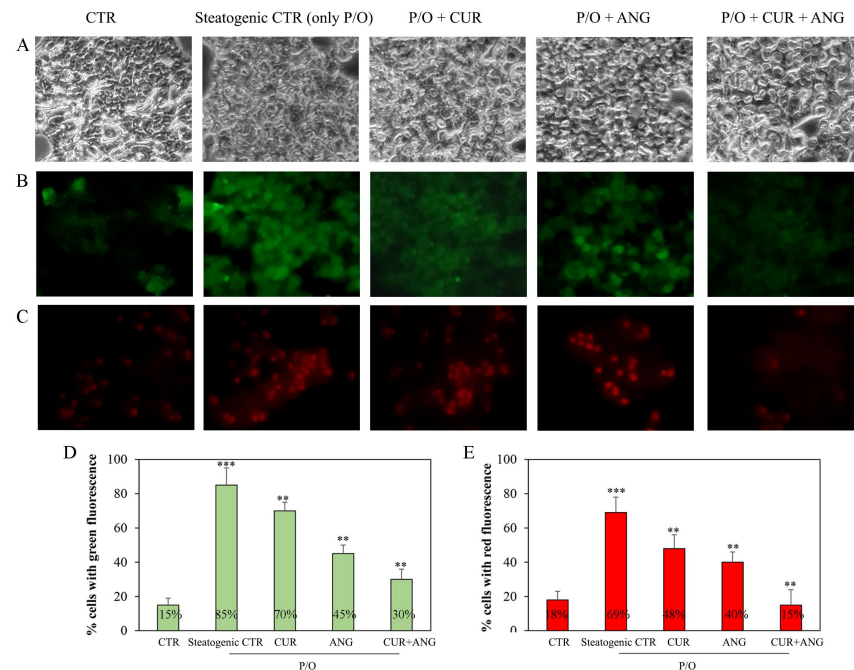 CTR Steatogenic CTR (only P/O) P/O + CUR P/O + ANG P/O + CUR + ANG
A
B
C
D
% cells with green fluorescence
100
80
60
40
20
0
***
**
**
**
15% 85% 70% 45% 30%
CTR Steatogenic CTR CUR ANG CUR+ANG
P/O
E
% cells with red fluorescence
100
80
60
40
20
0
***
**
**
**
18% 69% 48% 40% 15%
CTR Steatogenic CTR CUR ANG CUR+ANG
P/O